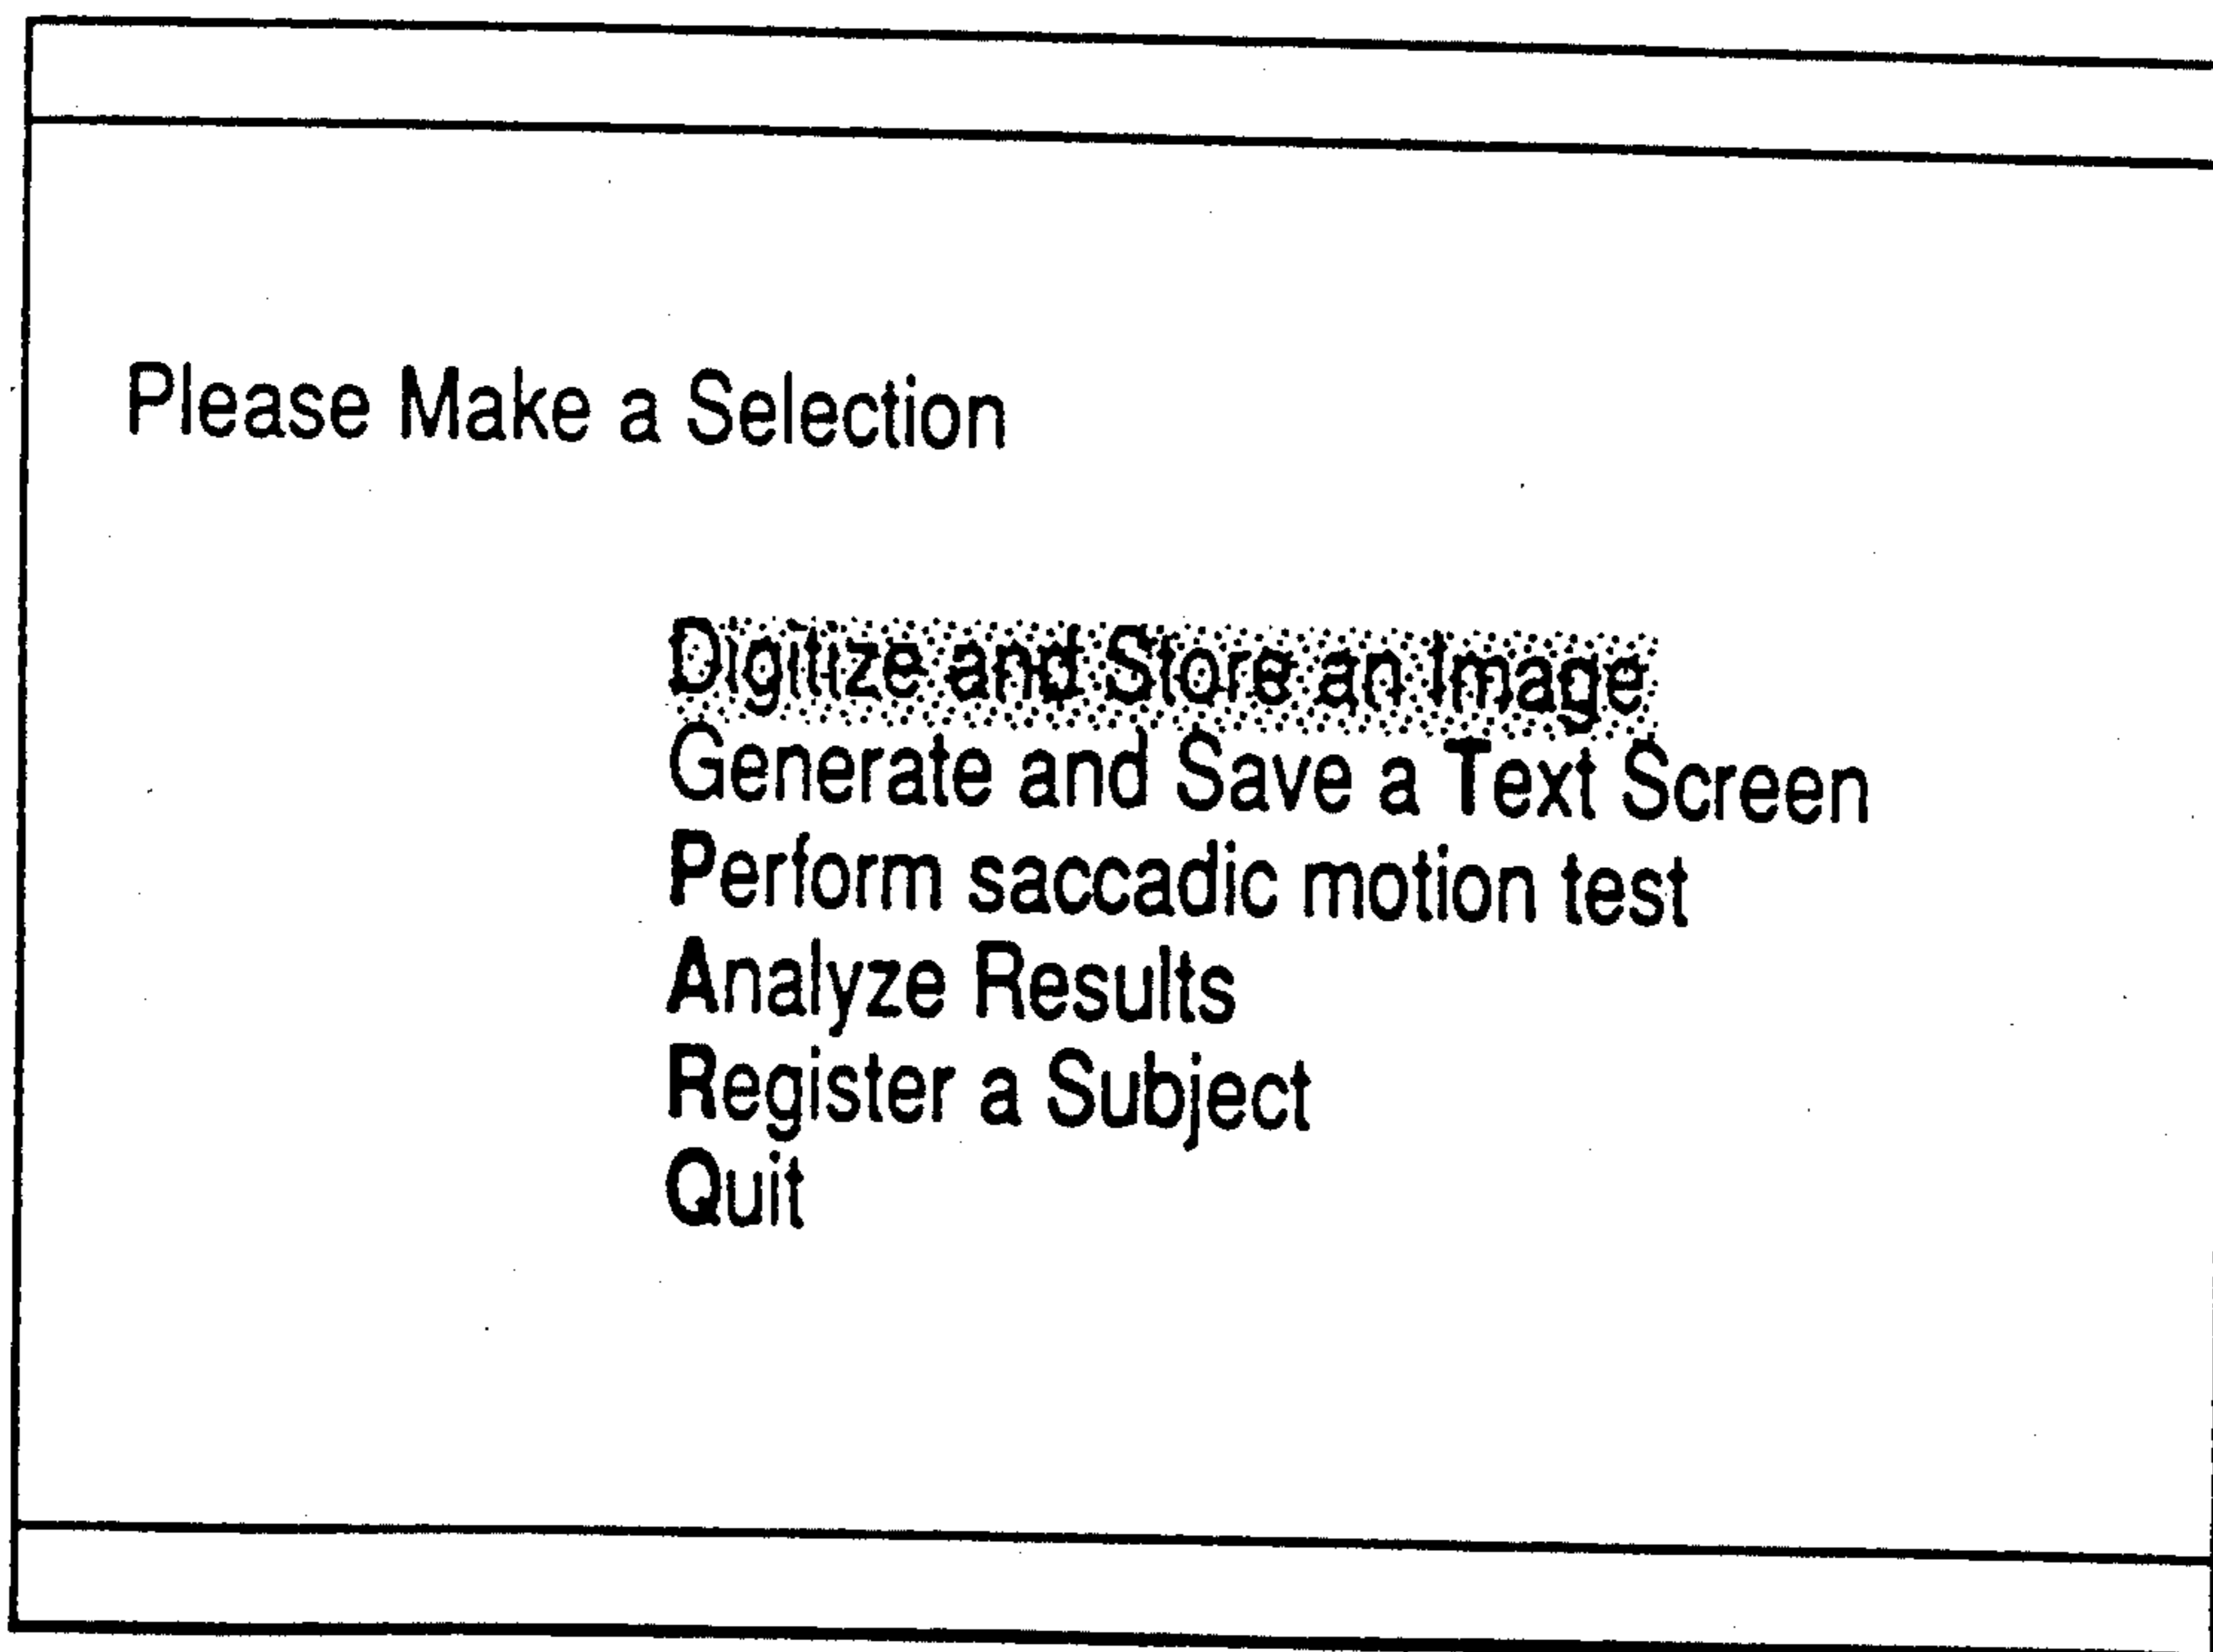 Please Make a Selection
Digitize and Store an Image
Generate and Save a Text Screen
Perform saccadic motion test
Analyze Results
Register a Subject
Quit